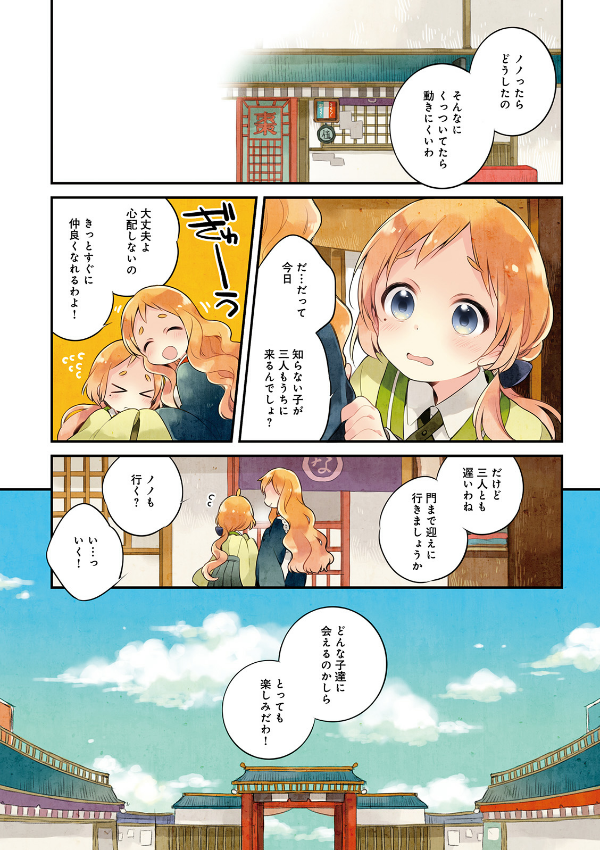 ノノったら
どうしたの
そんなに
くっついてたら
動きにくいわ
棗
だ…だって
今日
知らない子が
三人もうちに
来るんでしょ?
ぎゅーっ
大丈夫よ
心配しないの
きっとすぐに
仲良くなれるわよ!
だけど
三人とも
遅いわね
門まで迎えに
行きましょうか
な
ノノも
行く?
い…っ
いく!
どんな子達に
会えるのかしら
とっても
楽しみだわ!